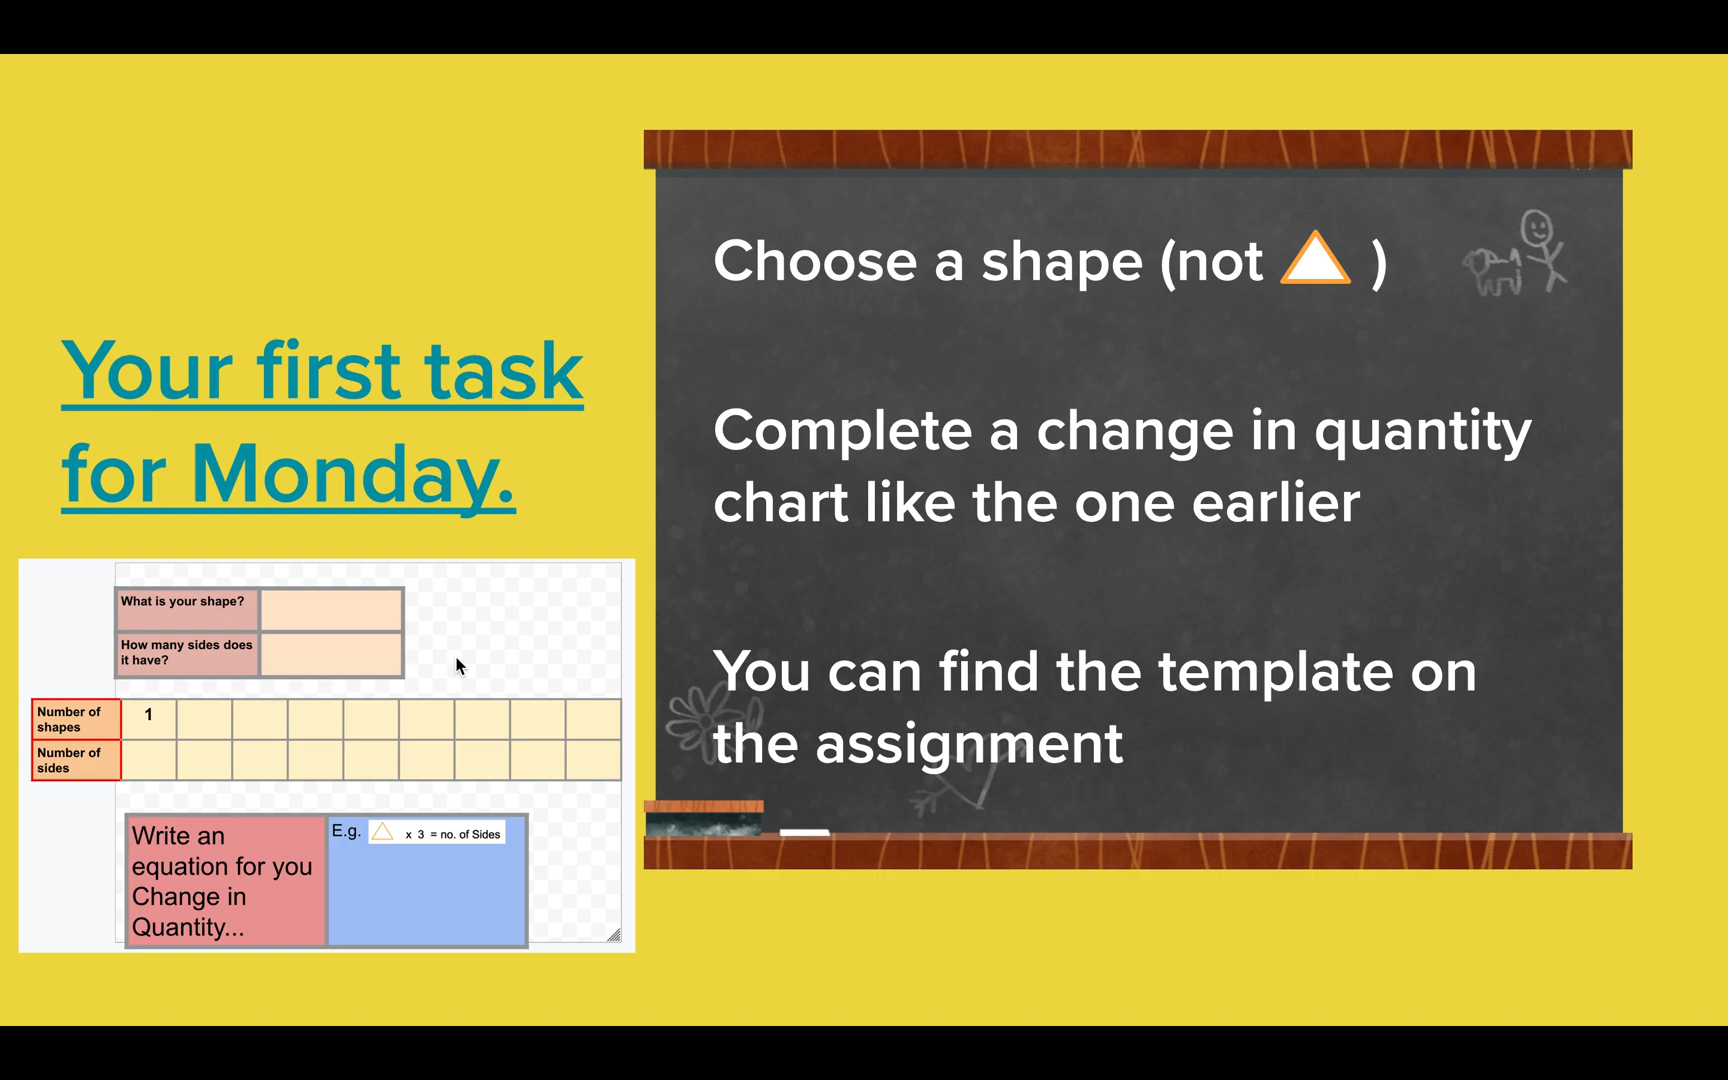 Your first task
for Monday.
Choose a shape (not )
Complete a change in quantity
chart like the one earlier
You can find the template on
the assignment
What is your shape?
How many sides does
it have?
Number of
shapes
1
Number of
sides
Write an
equation for you
Change in
Quantity...
E.g. x 3 = no. of Sides